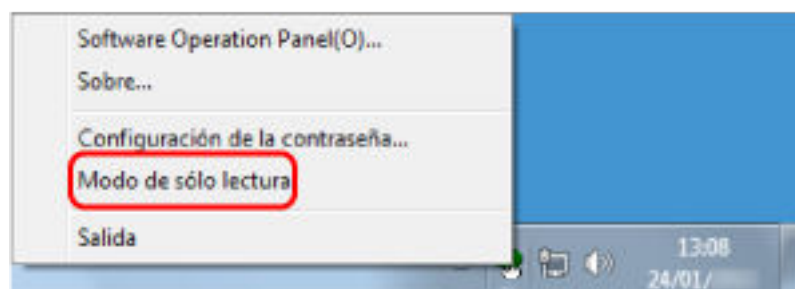 Software Operation Panel(O)...
Sobre...
Configuración de la contraseña...
Modo de sólo lectura
Salida
13:08
24/01/